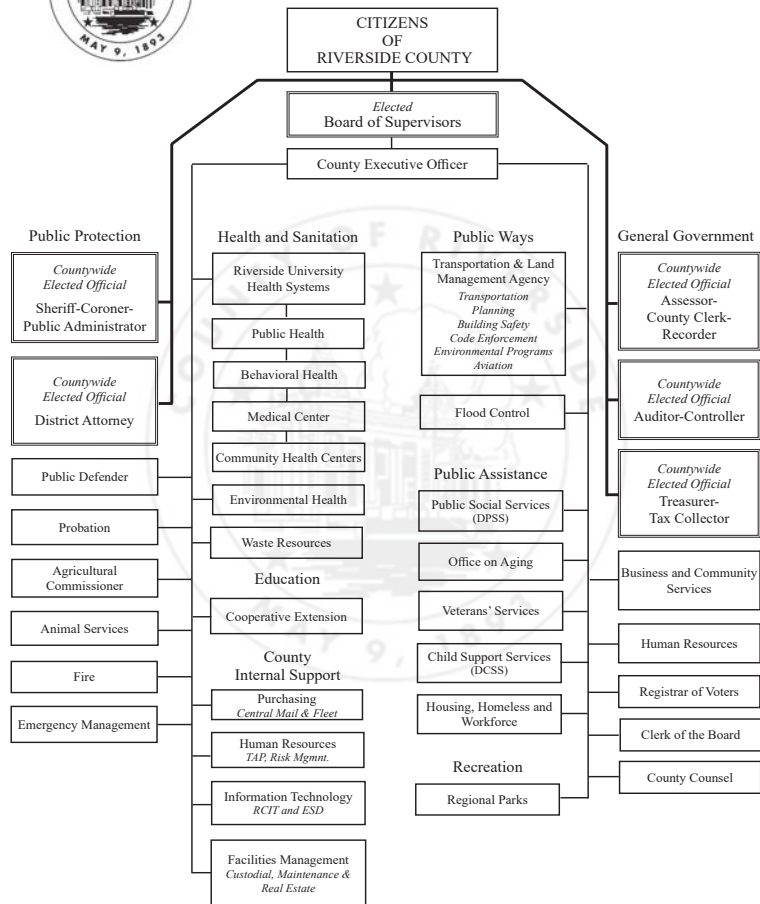 MAY 9, 1893
CITIZENS
OF
RIVERSIDE COUNTY
Elected
Board of Supervisors
County Executive Officer
Public Protection
Countywide
Elected Official
Sheriff-Coroner-
Public Administrator
Countywide
Elected Official
District Attorney
Public Defender
Probation
Agricultural
Commissioner
Animal Services
Fire
Emergency Management
Health and Sanitation
Riverside University
Health Systems
Public Health
Behavioral Health
Medical Center
Community Health Centers
Environmental Health
Waste Resources
Education
Cooperative Extension
County
Internal Support
Purchasing
Central Mail & Fleet
Human Resources
TAP, Risk Mgmnt.
Information Technology
RCIT and ESD
Facilities Management
Custodial, Maintenance &
Real Estate
Public Ways
Transportation & Land
Management Agency
Transportation
Planning
Building Safety
Code Enforcement
Environmental Programs
Aviation
Flood Control
Public Assistance
Public Social Services
(DPSS)
Office on Aging
Veterans' Services
Child Support Services
(DCSS)
Housing, Homeless and
Workforce
Recreation
Regional Parks
General Government
Countywide
Elected Official
Assessor-
County Clerk-
Recorder
Countywide
Elected Official
Auditor-Controller
Countywide
Elected Official
Treasurer-
Tax Collector
Business and Community
Services
Human Resources
Registrar of Voters
Clerk of the Board
County Counsel
COUNTY OF RIVERSIDE
MAY 9, 1893